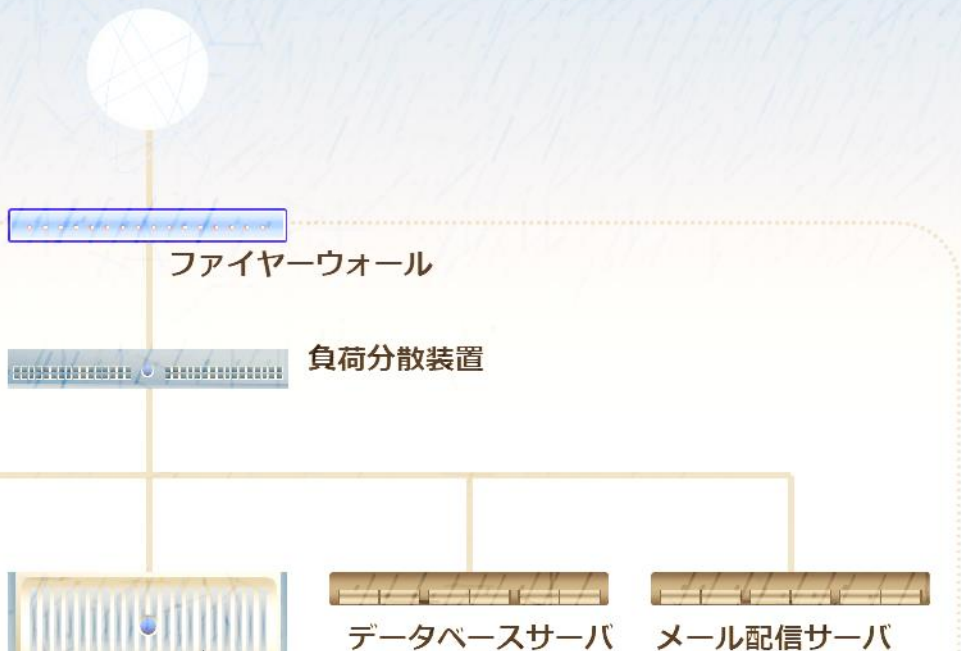 ファイヤーウォール
負荷分散装置
データベースサーバ
メール配信サーバ